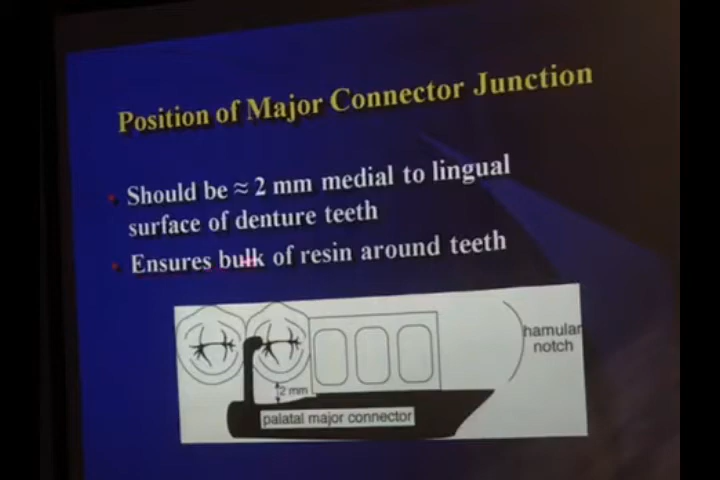 Position of Major Connector Junction
• Should be ≈ 2 mm medial to lingual
surface of denture teeth
• Ensures bulk of resin around teeth
hamular
notch
2 mm
palatal major connector